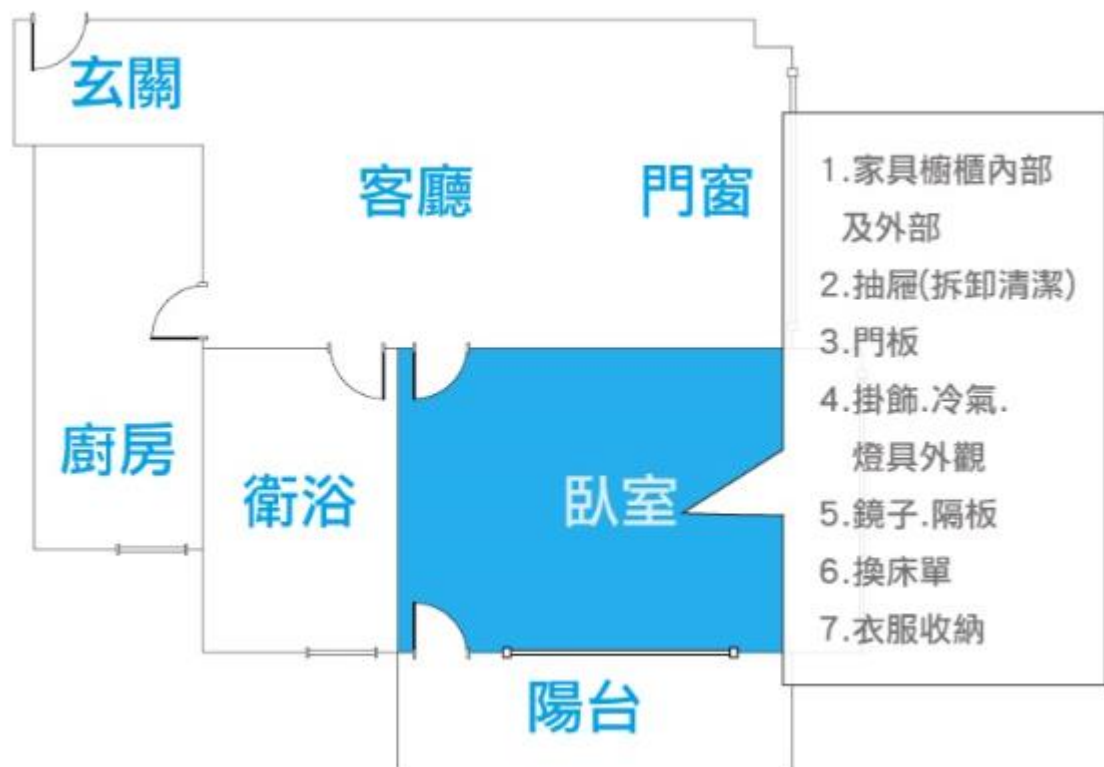 玄關
客廳
門窗
廚房
衛浴
臥室
陽台
1.家具櫥櫃內部
及外部
2.抽屜(拆卸清潔)
3.門板
4.掛飾.冷氣.
燈具外觀
5.鏡子.隔板
6.換床單
7.衣服收納